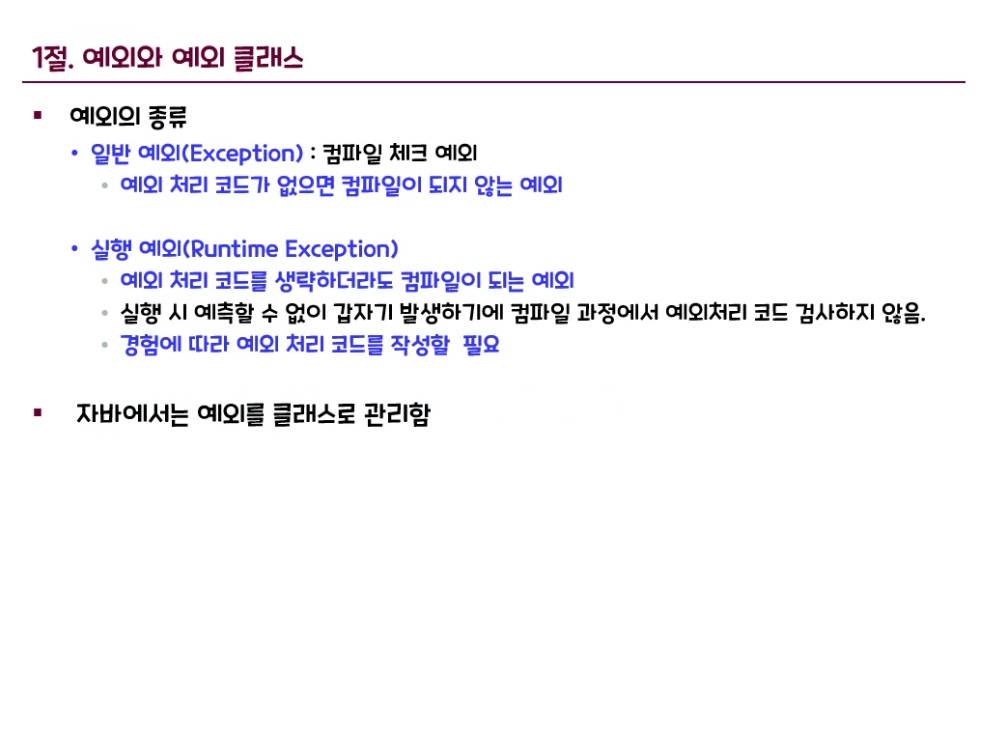 1절. 예외와 예외 클래스
▪ 예외의 종류
• 일반 예외(Exception) : 컴파일 체크 예외
• 예외 처리 코드가 없으면 컴파일이 되지 않는 예외
• 실행 예외(Runtime Exception)
• 예외 처리 코드를 생략하더라도 컴파일이 되는 예외
• 실행 시 예측할 수 없이 갑자기 발생하기에 컴파일 과정에서 예외처리 코드 검사하지 않음.
• 경험에 따라 예외 처리 코드를 작성할 필요
▪ 자바에서는 예외를 클래스로 관리함